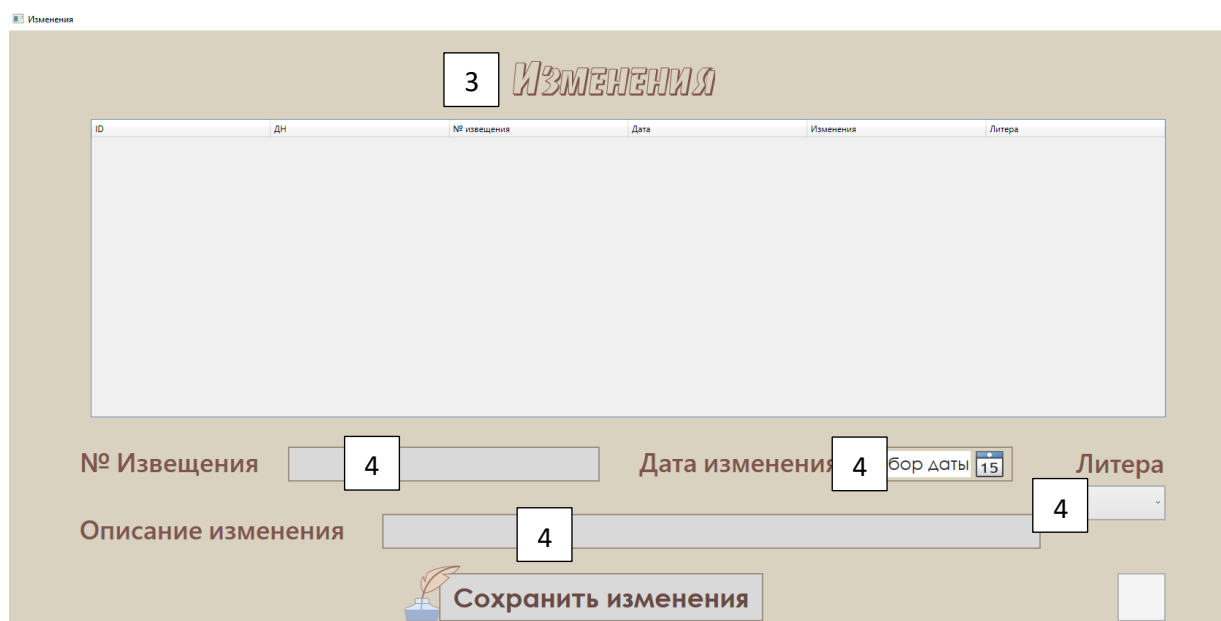 Изменения
3 Изменения
ID ДН № извещения Дата Изменения Литера
№ Извещения 4 Дата изменения 4 бор даты 15 Литера
4
Описание изменения 4
Сохранить изменения